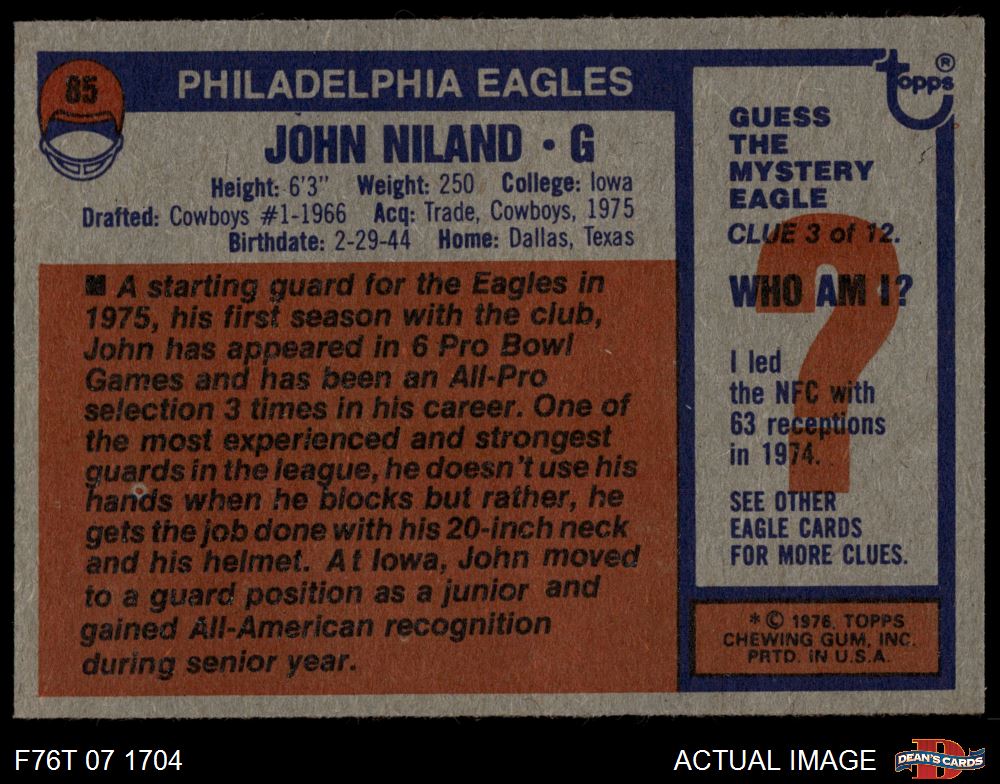 85
PHILADELPHIA EAGLES
JOHN NILAND • G
Height: 6'3" Weight: 250 College: Iowa
Drafted: Cowboys #1-1966 Acq: Trade, Cowboys, 1975
Birthdate: 2-29-44 Home: Dallas, Texas
■ A starting guard for the Eagles in
1975, his first season with the club,
John has appeared in 6 Pro Bowl
Games and has been an All-Pro
selection 3 times in his career. One of
the most experienced and strongest
guards in the league, he doesn't use his
hands when he blocks but rather, he
gets the job done with his 20-inch neck
and his helmet. At Iowa, John moved
to a guard position as a junior and
gained All-American recognition
during senior year.
topps ®
GUESS
THE
MYSTERY
EAGLE
CLUE 3 of 12.
WHO AM I?
?
I led
the NFC with
63 receptions
in 1974.
SEE OTHER
EAGLE CARDS
FOR MORE CLUES.
* © 1976, TOPPS
CHEWING GUM, INC.
PRTD. IN U.S.A.
F76T 07 1704
ACTUAL IMAGE
D
DEAN'S CARDS